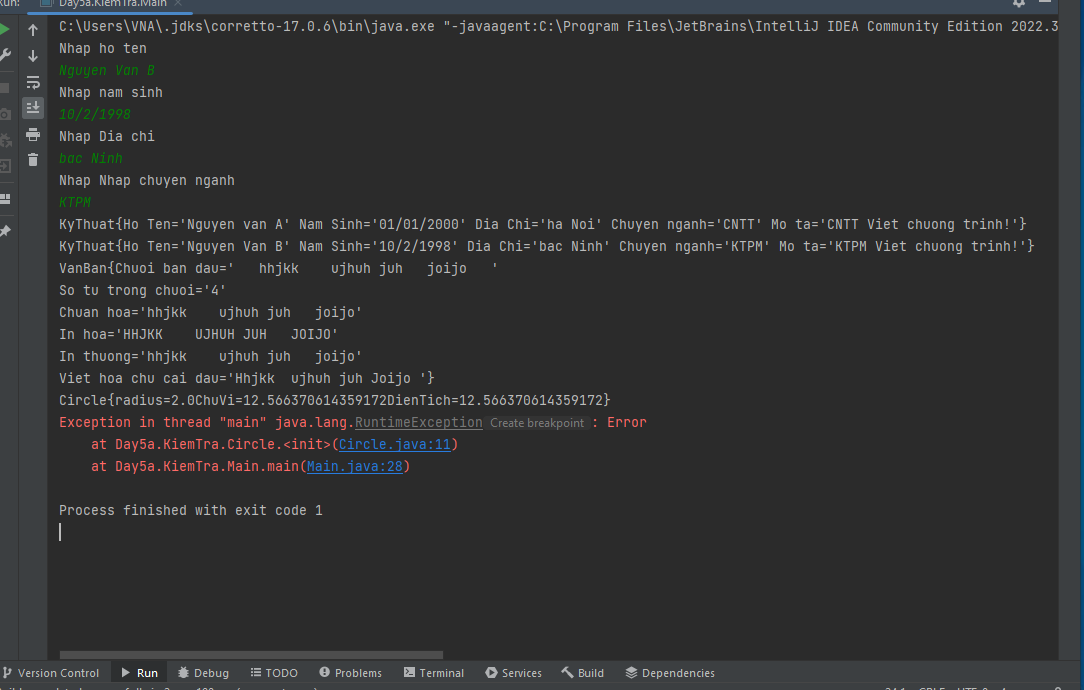 Run: Day5a.KiemTra.Main
C:\Users\VNA\.jdks\corretto-17.0.6\bin\java.exe "-javaagent:C:\Program Files\JetBrains\IntelliJ IDEA Community Edition 2022.3
Nhap ho ten
Nguyen Van B
Nhap nam sinh
10/2/1998
Nhap Dia chi
bac Ninh
Nhap Nhap chuyen nganh
KTPM
KyThuat{Ho Ten='Nguyen van A' Nam Sinh='01/01/2000' Dia Chi='ha Noi' Chuyen nganh='CNTT' Mo ta='CNTT Viet chuong trinh!'}
KyThuat{Ho Ten='Nguyen Van B' Nam Sinh='10/2/1998' Dia Chi='bac Ninh' Chuyen nganh='KTPM' Mo ta='KTPM Viet chuong trinh!'}
VanBan{Chuoi ban dau='   hhjkk    ujhuh juh   joijo   '
So tu trong chuoi='4'
Chuan hoa='hhjkk    ujhuh juh   joijo'
In hoa='HHJKK    UJHUH JUH   JOIJO'
In thuong='hhjkk    ujhuh juh   joijo'
Viet hoa chu cai dau='Hhjkk  ujhuh juh Joijo '}
Circle{radius=2.0ChuVi=12.566370614359172DienTich=12.566370614359172}
Exception in thread "main" java.lang.RuntimeException Create breakpoint : Error
    at Day5a.KiemTra.Circle.<init>(Circle.java:11)
    at Day5a.KiemTra.Main.main(Main.java:28)
Process finished with exit code 1
Version Control Run Debug TODO Problems Terminal Services Build Dependencies